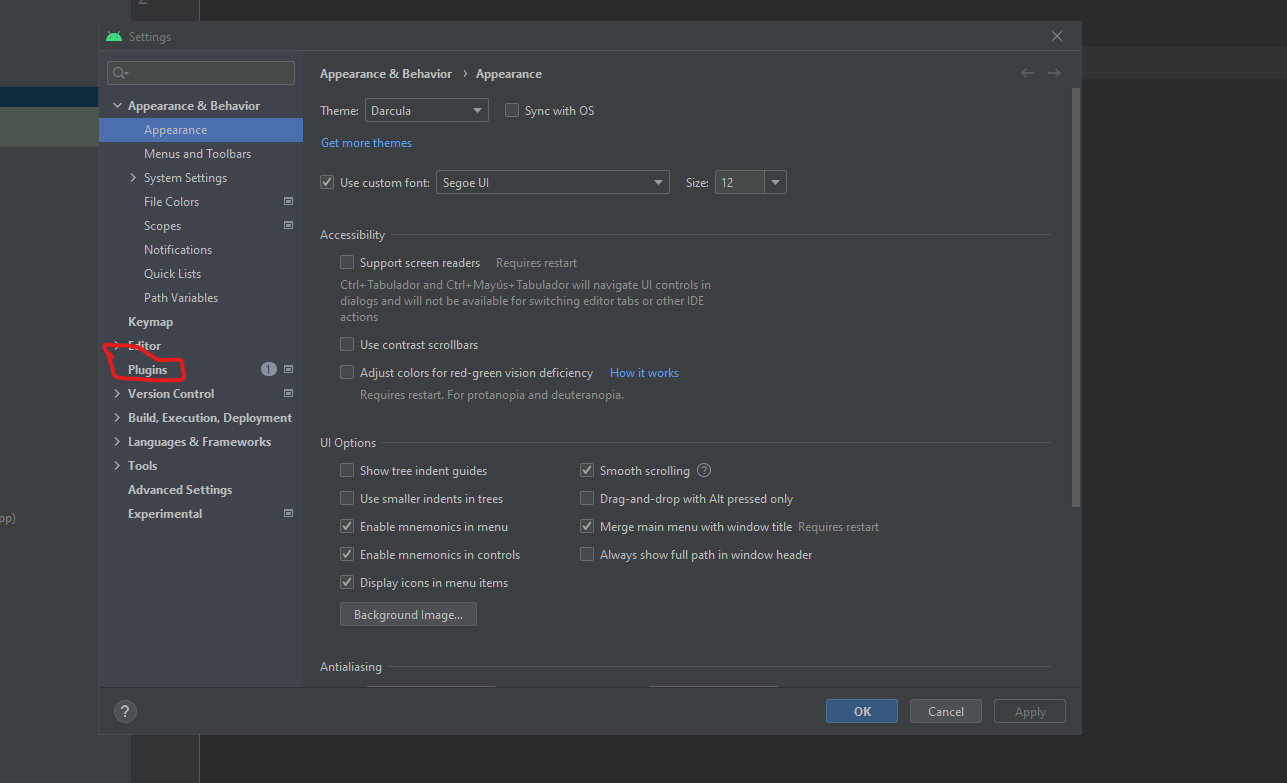 2
Settings
Appearance & Behavior › Appearance
Appearance & Behavior
Appearance
Menus and Toolbars
System Settings
File Colors
Scopes
Notifications
Quick Lists
Path Variables
Keymap
Editor
Plugins 1
Version Control
Build, Execution, Deployment
Languages & Frameworks
Tools
Advanced Settings
Experimental
Theme: Darcula Sync with OS
Get more themes
Use custom font: Segoe UI Size: 12
Accessibility
Support screen readers Requires restart
Ctrl+Tabulador and Ctrl+Mayús+Tabulador will navigate UI controls in
dialogs and will not be available for switching editor tabs or other IDE
actions
Use contrast scrollbars
Adjust colors for red-green vision deficiency How it works
Requires restart. For protanopia and deuteranopia.
UI Options
Show tree indent guides Smooth scrolling ?
Use smaller indents in trees Drag-and-drop with Alt pressed only
Enable mnemonics in menu Merge main menu with window title Requires restart
Enable mnemonics in controls Always show full path in window header
Display icons in menu items
Background Image...
Antialiasing
pp)
? OK Cancel Apply